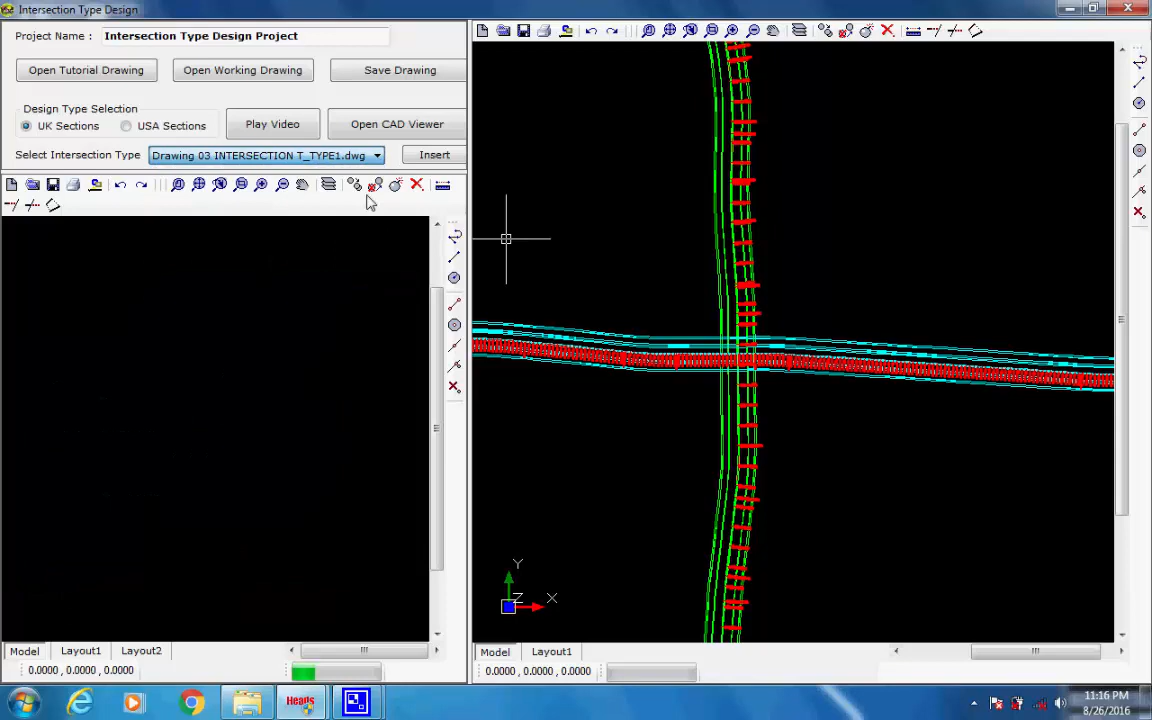 Intersection Type Design
Project Name :
Intersection Type Design Project
Open Tutorial Drawing
Open Working Drawing
Save Drawing
Design Type Selection
UK Sections
USA Sections
Play Video
Open CAD Viewer
Select Intersection Type
Drawing 03 INTERSECTION T_TYPE1.dwg
Insert
Y
Z
X
Model
Layout1
Layout2
0.0000 , 0.0000 , 0.0000
Model
Layout1
0.0000 , 0.0000 , 0.0000
Heads
11:16 PM
8/26/2016